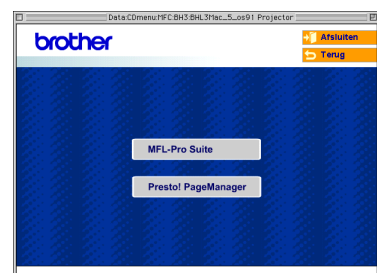 Data:CDmenu:MFC:BH3:BHL3Mac_5_os91 Projector
brother
Afsluiten
Terug
MFL-Pro Suite
Presto! PageManager